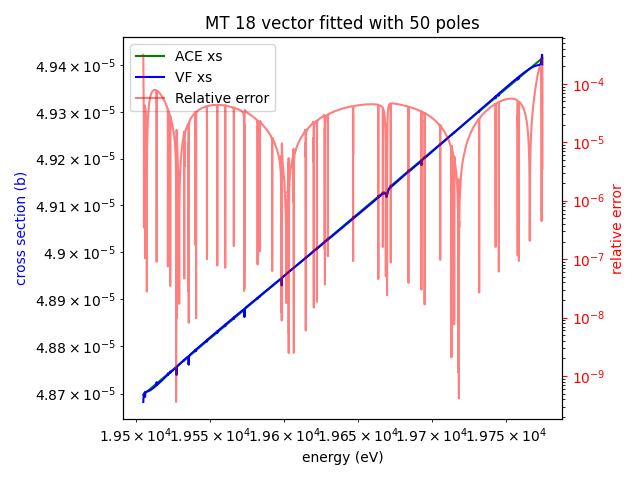 MT 18 vector fitted with 50 poles
ACE xs
VF xs
Relative error
4.94 × 10⁻⁵
4.93 × 10⁻⁵
4.92 × 10⁻⁵
4.91 × 10⁻⁵
4.9 × 10⁻⁵
4.89 × 10⁻⁵
4.88 × 10⁻⁵
4.87 × 10⁻⁵
cross section (b)
10⁻⁴
10⁻⁵
10⁻⁶
10⁻⁷
10⁻⁸
10⁻⁹
relative error
1.95 × 10⁴ 1.955 × 10⁴ 1.96 × 10⁴ 1.965 × 10⁴ 1.97 × 10⁴ 1.975 × 10⁴
energy (eV)